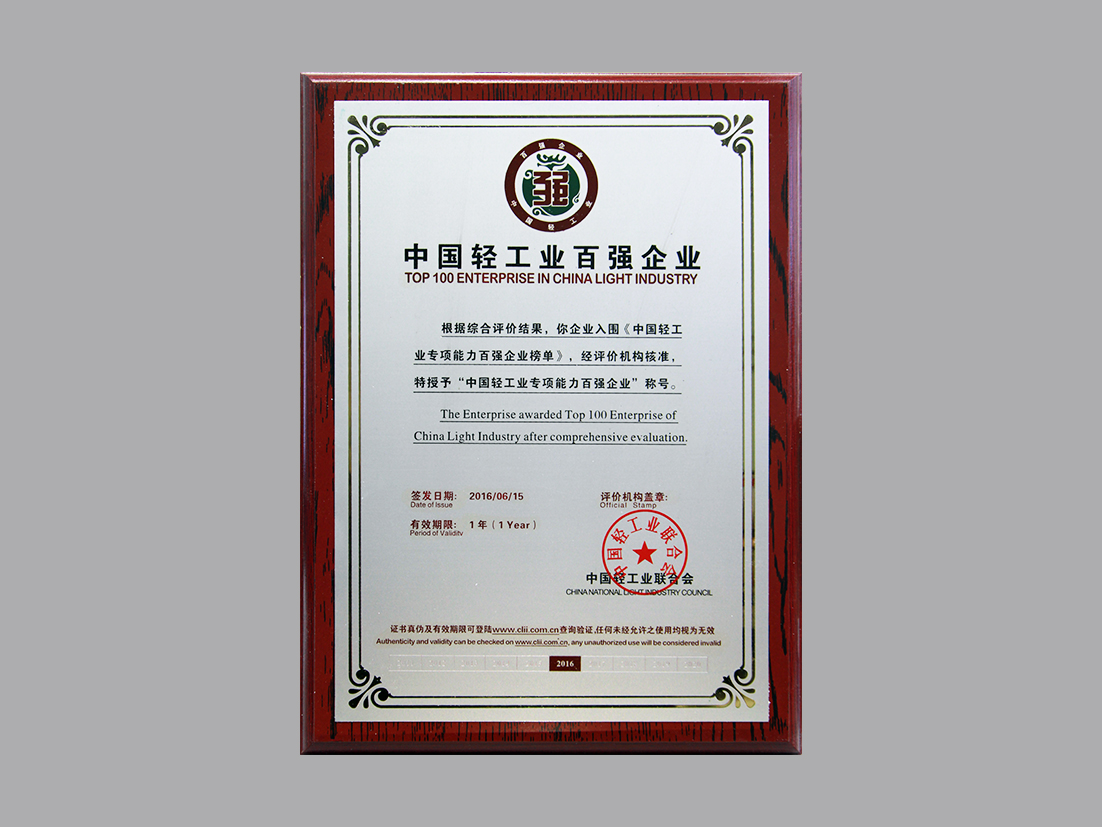 百强企业
强
中国轻工业
中国轻工业百强企业
TOP 100 ENTERPRISE IN CHINA LIGHT INDUSTRY
根据综合评价结果，你企业入围《中国轻工
业专项能力百强企业榜单》，经评价机构核准，
特授予“中国轻工业专项能力百强企业”称号。
The Enterprise awarded Top 100 Enterprise of
China Light Industry after comprehensive evaluation.
签发日期: 2016/06/15
Date of Issue
有效期限: 1 年（1 Year）
Period of Validity
评价机构盖章:
Official Stamp
中国轻工业联合会
中国轻工业联合会
CHINA NATIONAL LIGHT INDUSTRY COUNCIL
证书真伪及有效期限可登陆www.clii.com.cn查询验证,任何未经允许之使用均视为无效
Authenticity and validity can be checked on www.clii.com.cn, any unauthorized use will be considered invalid
2016